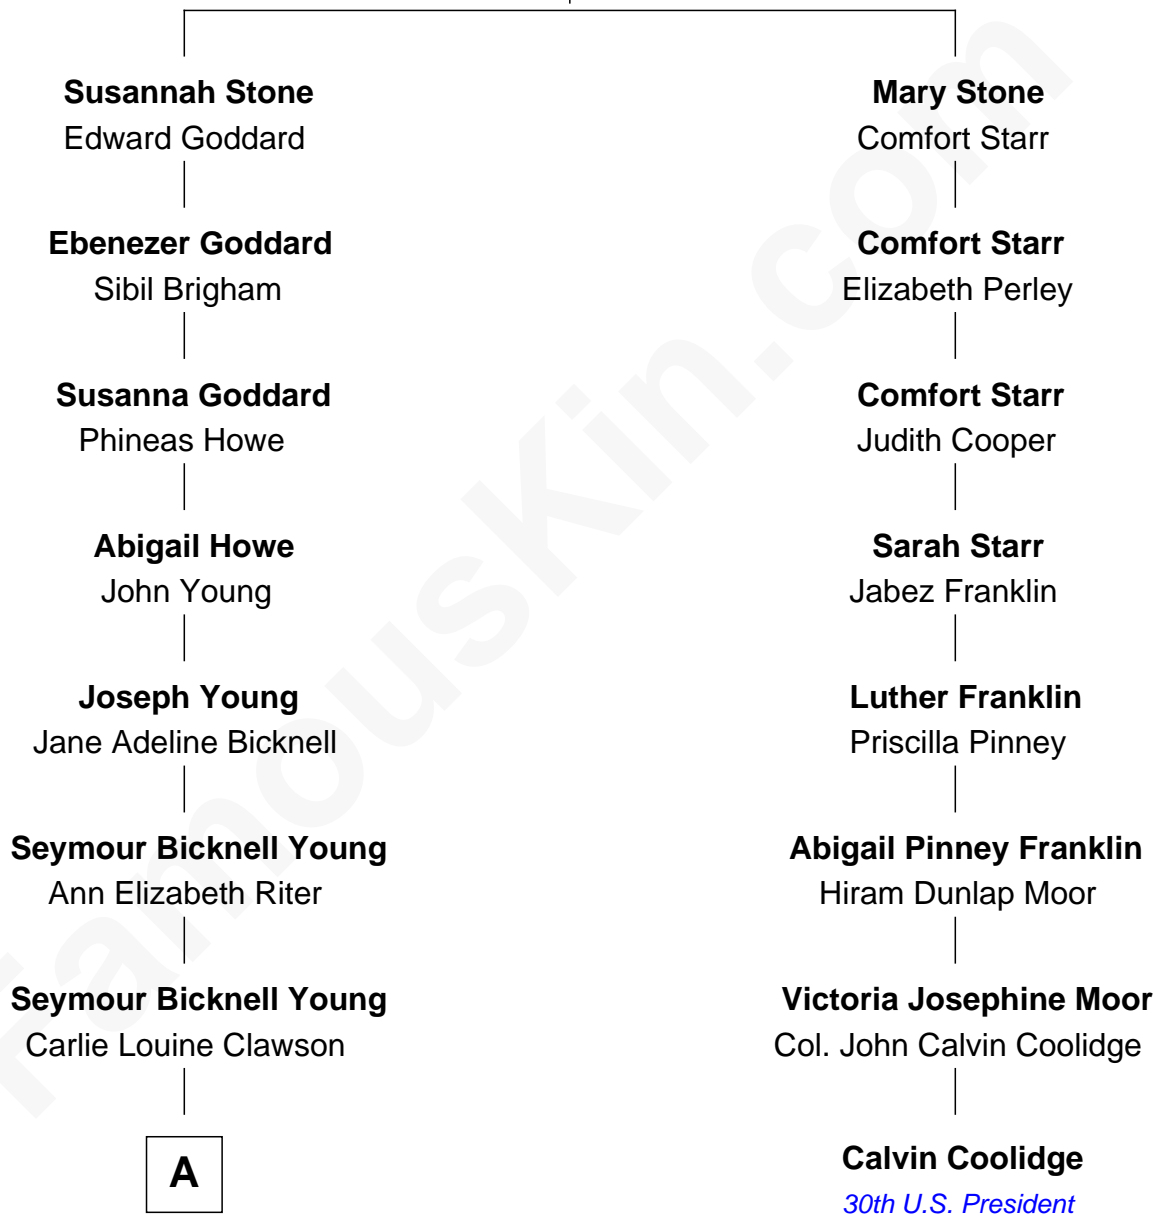 Susannah Stone
Edward Goddard
Mary Stone
Comfort Starr
Ebenezer Goddard
Sibil Brigham
Comfort Starr
Elizabeth Perley
Susanna Goddard
Phineas Howe
Comfort Starr
Judith Cooper
Abigail Howe
John Young
Sarah Starr
Jabez Franklin
Joseph Young
Jane Adeline Bicknell
Luther Franklin
Priscilla Pinney
Seymour Bicknell Young
Ann Elizabeth Riter
Abigail Pinney Franklin
Hiram Dunlap Moor
Seymour Bicknell Young
Carlie Louine Clawson
Victoria Josephine Moor
Col. John Calvin Coolidge
A
Calvin Coolidge
30th U.S. President
FamousKin.com